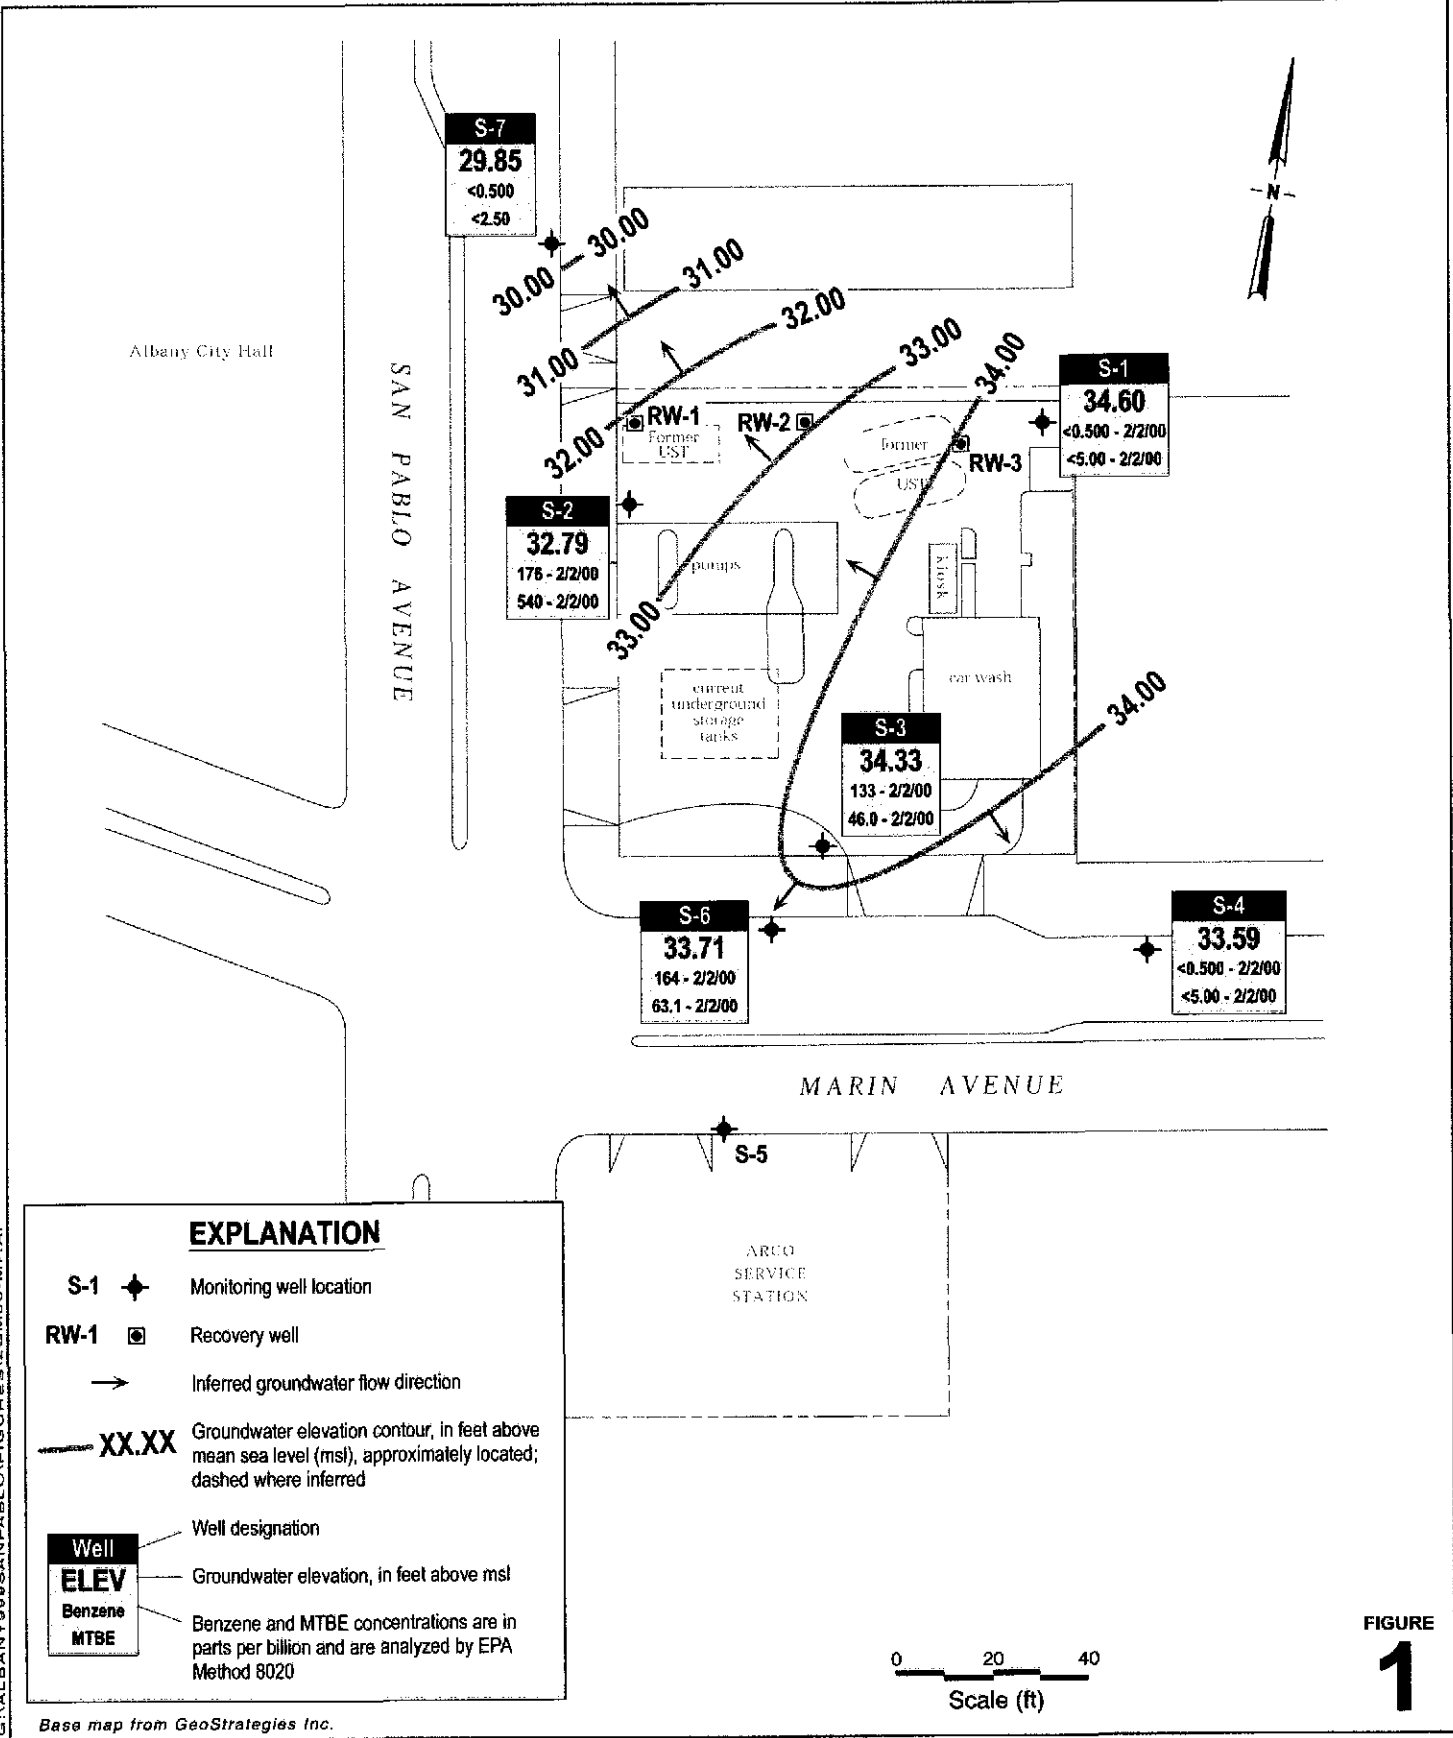 S-7
29.85
<0.500
<2.50
N
30.00
30.00
31.00
31.00
32.00
32.00
33.00
33.00
34.00
34.00
Albany City Hall
SAN PABLO AVENUE
S-1
34.60
<0.500 - 2/2/00
<5.00 - 2/2/00
RW-1
Former
UST
RW-2
former
USTs
RW-3
S-2
32.79
176 - 2/2/00
540 - 2/2/00
pumps
kiosk
car wash
current
underground
storage
tanks
S-3
34.33
133 - 2/2/00
46.0 - 2/2/00
S-6
33.71
164 - 2/2/00
63.1 - 2/2/00
S-4
33.59
<0.500 - 2/2/00
<5.00 - 2/2/00
MARIN AVENUE
S-5
ARCO
SERVICE
STATION
EXPLANATION
S-1 Monitoring well location
RW-1 Recovery well
Inferred groundwater flow direction
XX.XX Groundwater elevation contour, in feet above
mean sea level (msl), approximately located;
dashed where inferred
Well
ELEV
Benzene
MTBE
Well designation
Groundwater elevation, in feet above msl
Benzene and MTBE concentrations are in
parts per billion and are analyzed by EPA
Method 8020
0 20 40
Scale (ft)
FIGURE
1
Base map from GeoStrategies Inc.